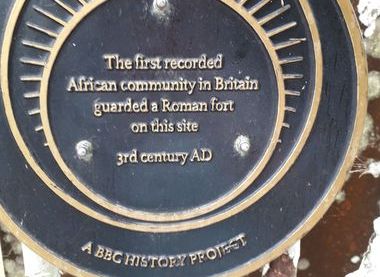 The first recorded
African community in Britain
guarded a Roman fort
on this site
3rd century AD
A BBC HISTORY PROJECT